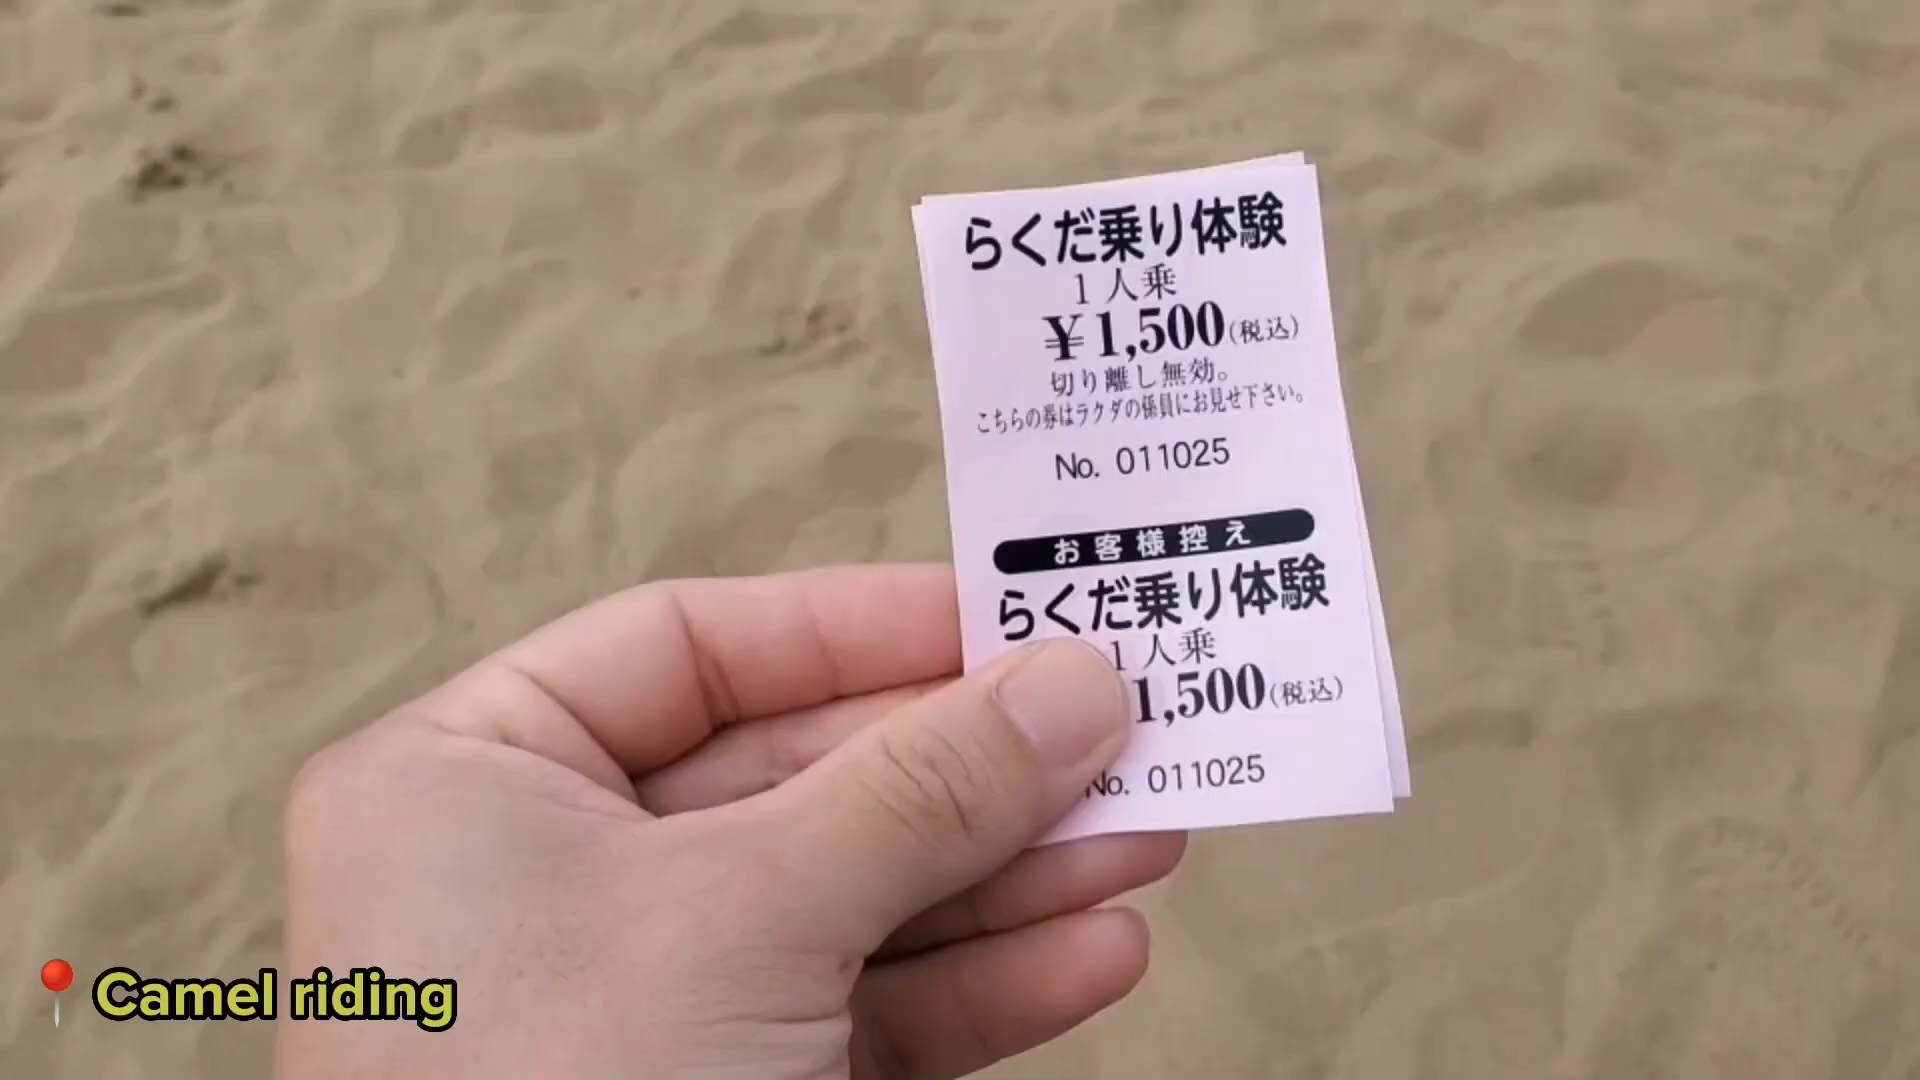 らくだ乗り体験
1人乗
¥1,500(税込)
切り離し無効。
こちらの券はラクダの係員にお見せ下さい。
No. 011025
お客様控え
らくだ乗り体験
1人乗
1,500(税込)
No. 011025
Camel riding